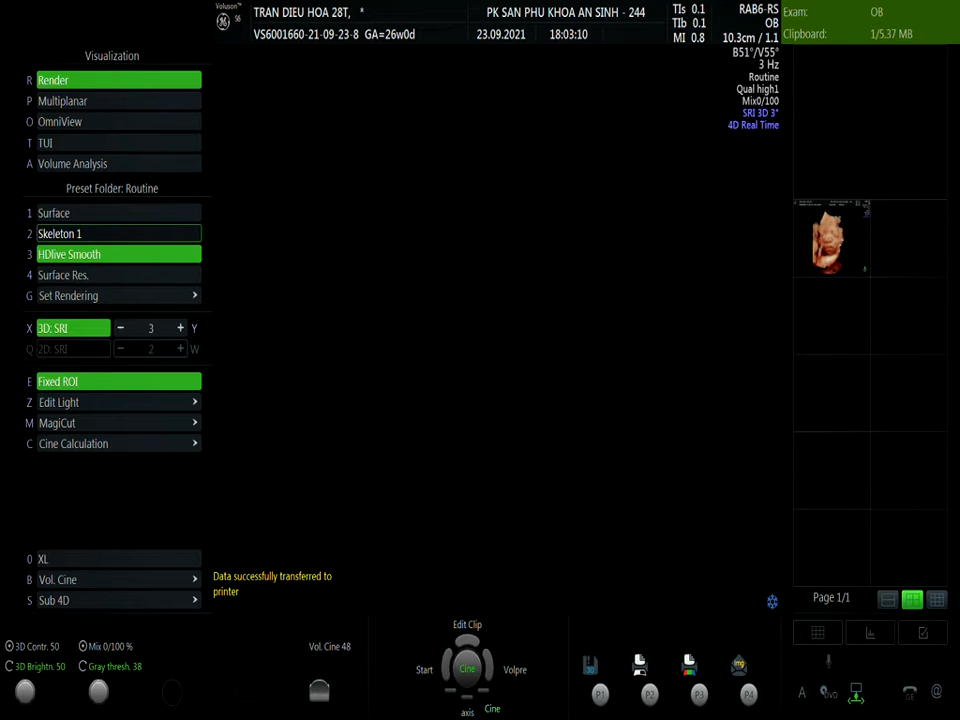 Voluson™
S6
TRAN DIEU HOA 28T, *
PK SAN PHU KHOA AN SINH - 244
VS6001660-21-09-23-8 GA=26w0d
23.09.2021
18:03:10
TIs 0.1
TIb 0.1
MI 0.8
RAB6-RS
OB
10.3cm / 1.1
B51°/V55°
3 Hz
Routine
Qual high1
Mix0/100
SRI 3D 3*
4D Real Time
Exam: OB
Clipboard: 1/5.37 MB
Visualization
R Render
P Multiplanar
O OmniView
T TUI
A Volume Analysis
Preset Folder: Routine
1 Surface
2 Skeleton 1
3 HDlive Smooth
4 Surface Res.
G Set Rendering >
X 3D: SRI - 3 + Y
Q 2D: SRI - 2 + W
E Fixed ROI
Z Edit Light >
M MagiCut >
C Cine Calculation >
0 XL
B Vol. Cine >
S Sub 4D >
Data successfully transferred to
printer
Page 1/1
3D Contr. 50
Mix 0/100 %
Vol. Cine 48
3D Brightn. 50
Gray thresh. 38
Edit Clip
Start
Cine
Volpre
axis
Cine
3D
Img
P1
P2
P3
P4
A
DVD
@